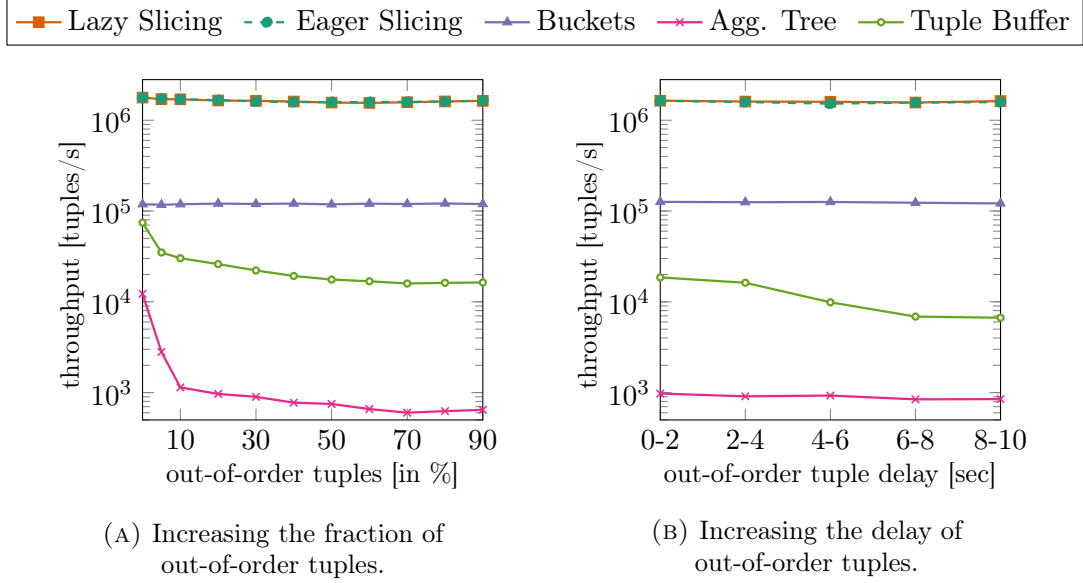 Lazy Slicing Eager Slicing Buckets Agg. Tree Tuple Buffer
throughput [tuples/s]
10^6
10^5
10^4
10^3
10 30 50 70 90
out-of-order tuples [in %]
(A) Increasing the fraction of
out-of-order tuples.
throughput [tuples/s]
10^6
10^5
10^4
10^3
0-2 2-4 4-6 6-8 8-10
out-of-order tuple delay [sec]
(B) Increasing the delay of
out-of-order tuples.